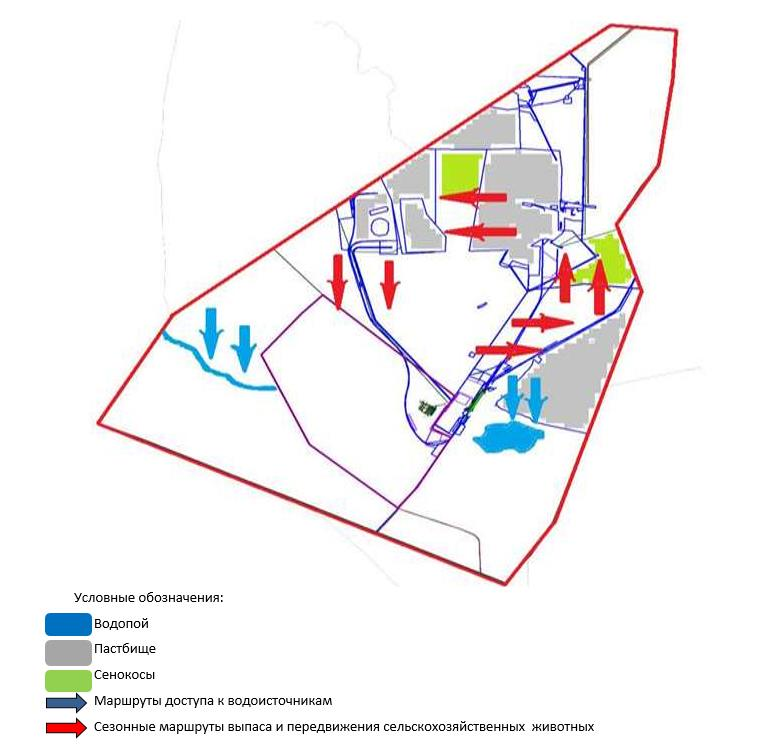 Условные обозначения:
Водопой
Пастбище
Сенокосы
Маршруты доступа к водоисточникам
Сезонные маршруты выпаса и передвижения сельскохозяйственных животных